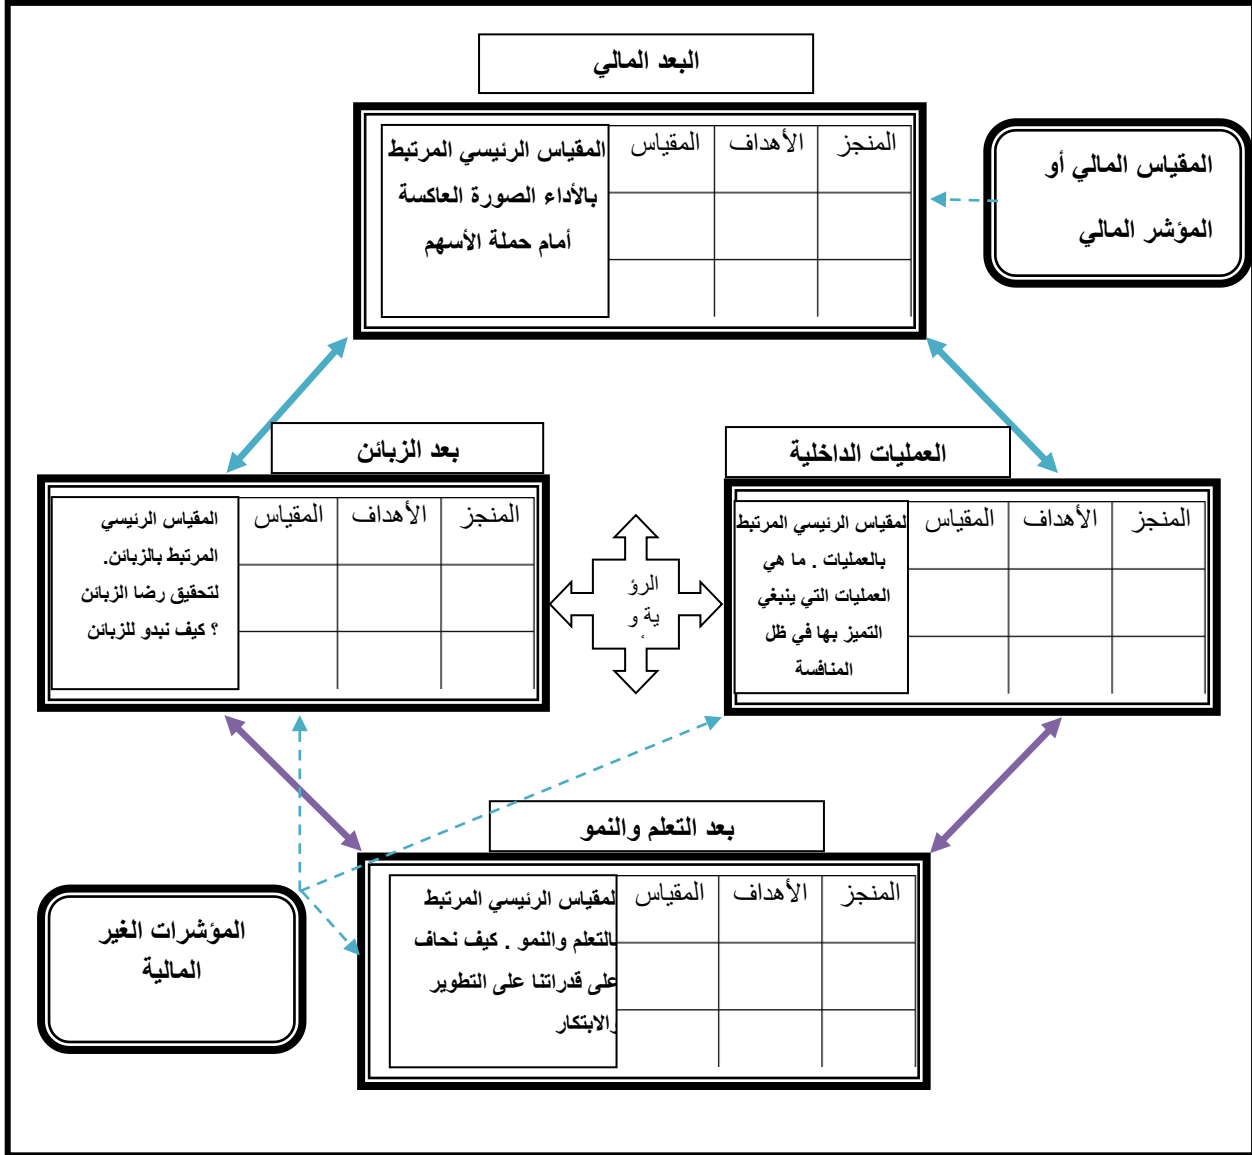 البعد المالي
المنجز الأهداف المقياس
المقياس الرئيسي المرتبط
بالأداء الصورة العاكسة
أمام حملة الأسهم
المقياس المالي أو
المؤشر المالي
العمليات الداخلية
المنجز الأهداف المقياس
لمقياس الرئيسي المرتبط
بالعمليات . ما هي
العمليات التي ينبغي
التميز بها في ظل
المنافسة
الرؤ
ية و
بعد الزبائن
المنجز الأهداف المقياس
المقياس الرئيسي
المرتبط بالزبائن.
لتحقيق رضا الزبائن
؟ كيف نبدو للزبائن
بعد التعلم والنمو
المنجز الأهداف المقياس
لمقياس الرئيسي المرتبط
بالتعلم والنمو . كيف نحاف
على قدراتنا على التطوير
الابتكار
المؤشرات الغير
المالية